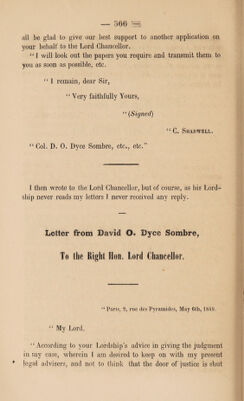 — 566 —
all be glad to give our best support to another application on
your behalf to the Lord Chancellor.
"I will look out the papers you require and transmit them to
you as soon as possible, etc.
"I remain, dear Sir,
"Very faithfully Yours,
"(Signed)
"C. SHADWELL.
"Col. D. O. Dyce Sombre, etc., etc."
I then wrote to the Lord Chancellor, but of course, as his Lord-
ship never reads my letters I never received any reply.
Letter from David O. Dyce Sombre,
To the Right Hon. Lord Chancellor.
"Paris, 2, rue des Pyramides, May 6th, 1849.
"My Lord,
"According to your Lordship's advice in giving the judgment
in my case, wherein I am desired to keep on with my present
legal advisers, and not to think that the door of justice is shut